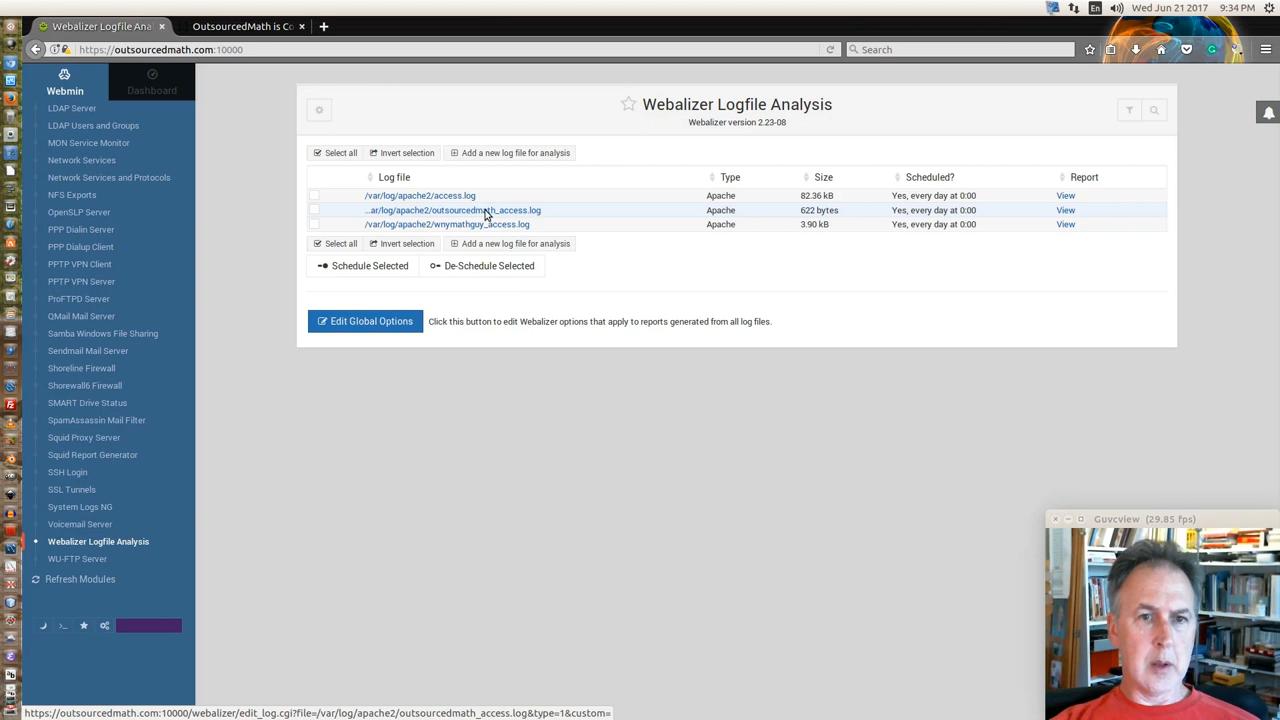 En
Wed Jun 21 2017
9:34 PM
Webalizer Logfile Ana
OutsourcedMath is Co
https://outsourcedmath.com:10000
Search
Webmin
Dashboard
LDAP Server
LDAP Users and Groups
MON Service Monitor
Network Services
Network Services and Protocols
NFS Exports
OpenSLP Server
PPP Dialin Server
PPP Dialup Client
PPTP VPN Client
PPTP VPN Server
ProFTPD Server
QMail Mail Server
Samba Windows File Sharing
Sendmail Mail Server
Shoreline Firewall
Shorewall6 Firewall
SMART Drive Status
SpamAssassin Mail Filter
Squid Proxy Server
Squid Report Generator
SSH Login
SSL Tunnels
System Logs NG
Voicemail Server
Webalizer Logfile Analysis
WU-FTP Server
Refresh Modules
Webalizer Logfile Analysis
Webalizer version 2.23-08
Select all Invert selection Add a new log file for analysis
Log file Type Size Scheduled? Report
/var/log/apache2/access.log Apache 82.36 kB Yes, every day at 0:00 View
...ar/log/apache2/outsourcedmath_access.log Apache 622 bytes Yes, every day at 0:00 View
/var/log/apache2/wnymathguy_access.log Apache 3.90 kB Yes, every day at 0:00 View
Select all Invert selection Add a new log file for analysis
Schedule Selected De-Schedule Selected
Edit Global Options Click this button to edit Webalizer options that apply to reports generated from all log files.
Guvcview (29.85 fps)
https://outsourcedmath.com:10000/webalizer/edit_log.cgi?file=/var/log/apache2/outsourcedmath_access.log&type=1&custom=